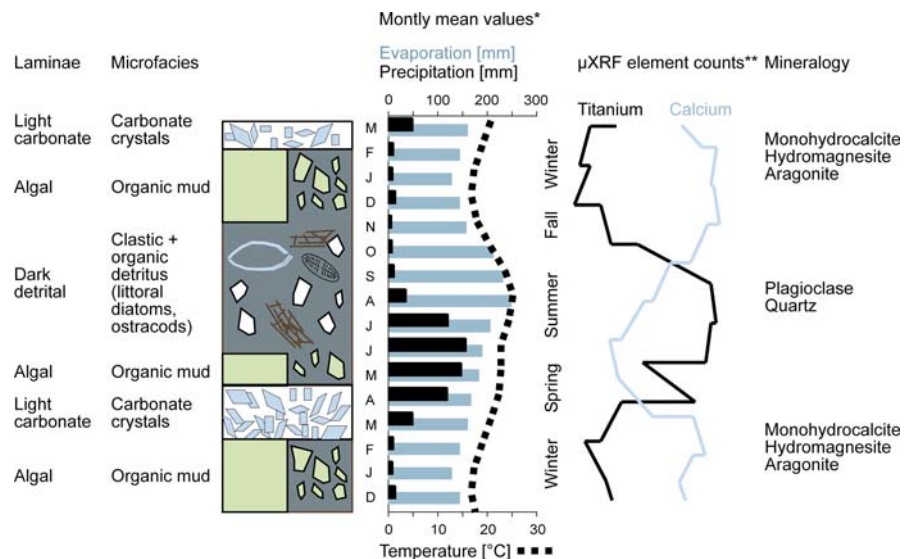 Montly mean values*
Evaporation [mm]
Precipitation [mm]
Laminae Microfacies µXRF element counts** Mineralogy
0 100 200 300
Titanium Calcium
Light
carbonate
Carbonate
crystals
Algal
Organic mud
Dark
detrital
Clastic +
organic
detritus
(littoral
diatoms,
ostracods)
Algal
Organic mud
Light
carbonate
Carbonate
crystals
Algal
Organic mud
M
F
J
D
N
O
S
A
J
J
M
A
M
F
J
D
Winter
Fall
Summer
Spring
Winter
Monohydrocalcite
Hydromagnesite
Aragonite
Plagioclase
Quartz
Monohydrocalcite
Hydromagnesite
Aragonite
0 10 20 30
Temperature [°C]